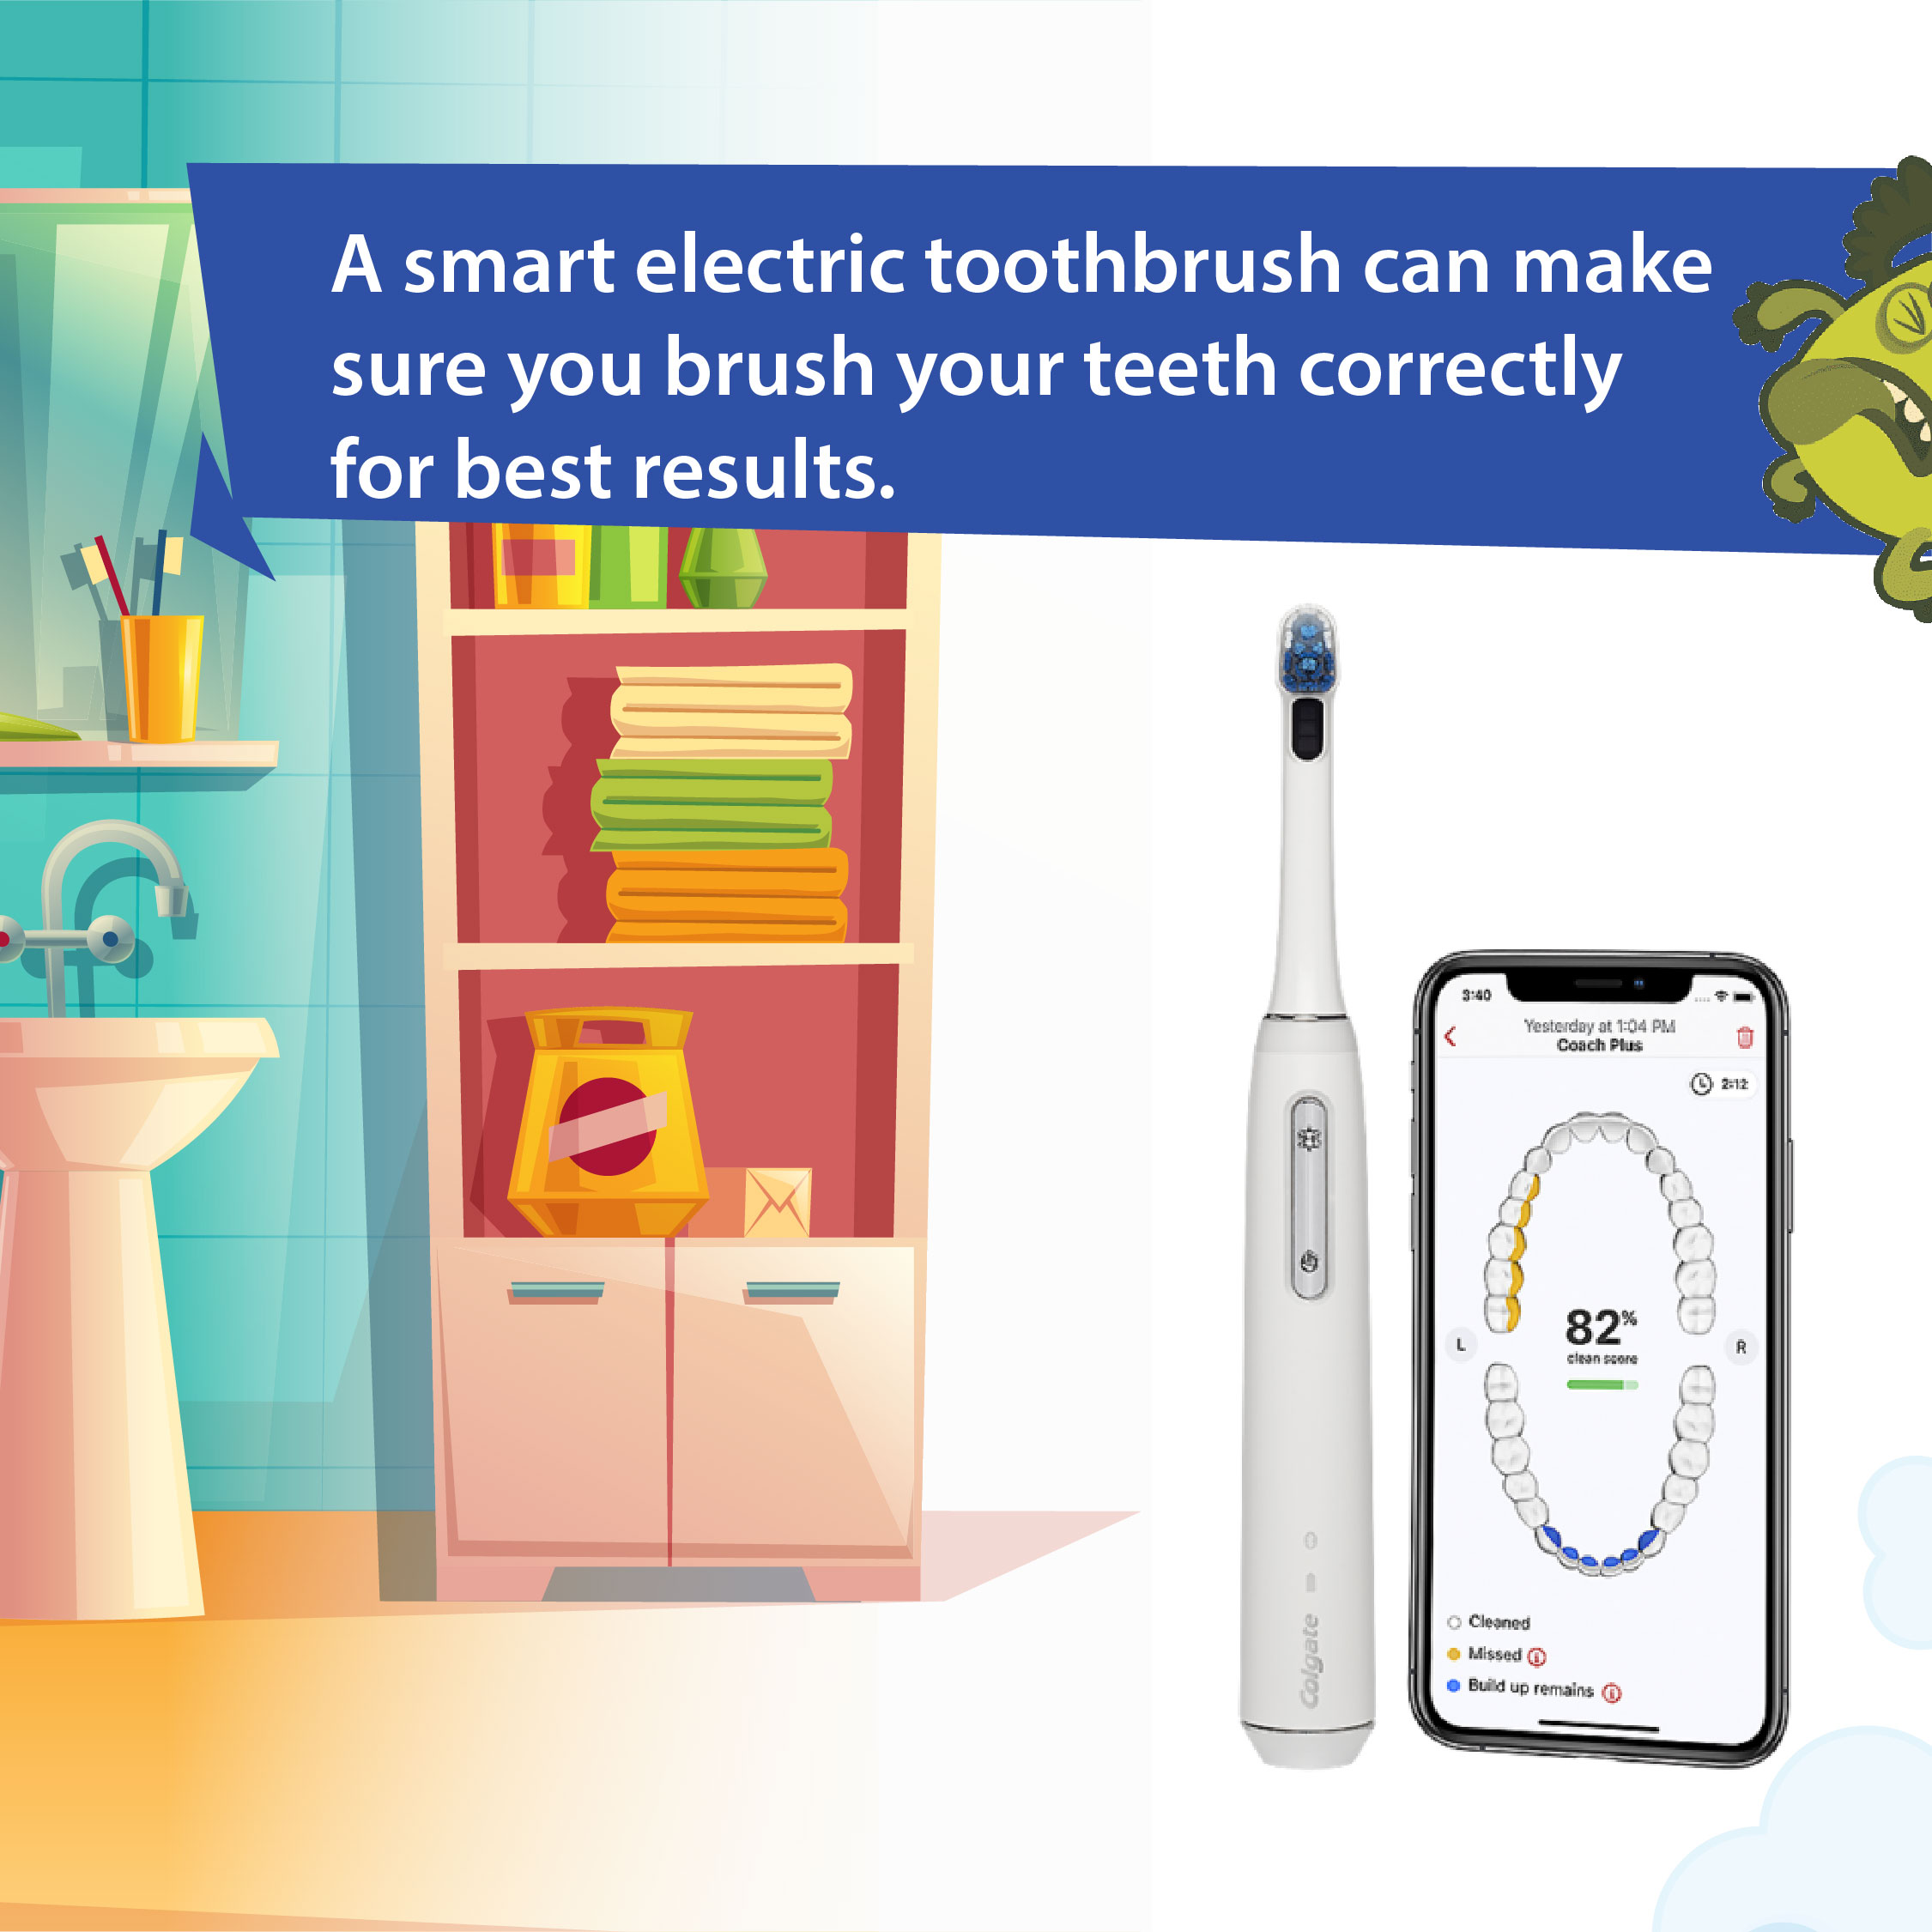 A smart electric toothbrush can make
sure you brush your teeth correctly
for best results.
3:40
Yesterday at 1:04 PM
Coach Plus
2:12
82%
clean score
L
R
Cleaned
Missed
Build up remains
Colgate